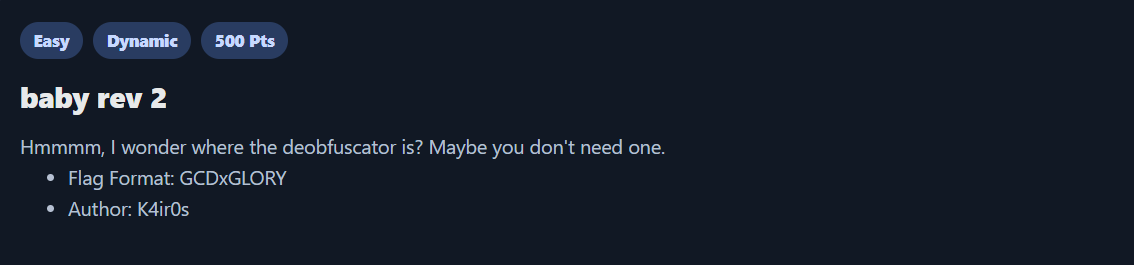 Easy Dynamic 500 Pts
baby rev 2
Hmmmm, I wonder where the deobfuscator is? Maybe you don't need one.
• Flag Format: GCDxGLORY
• Author: K4ir0s